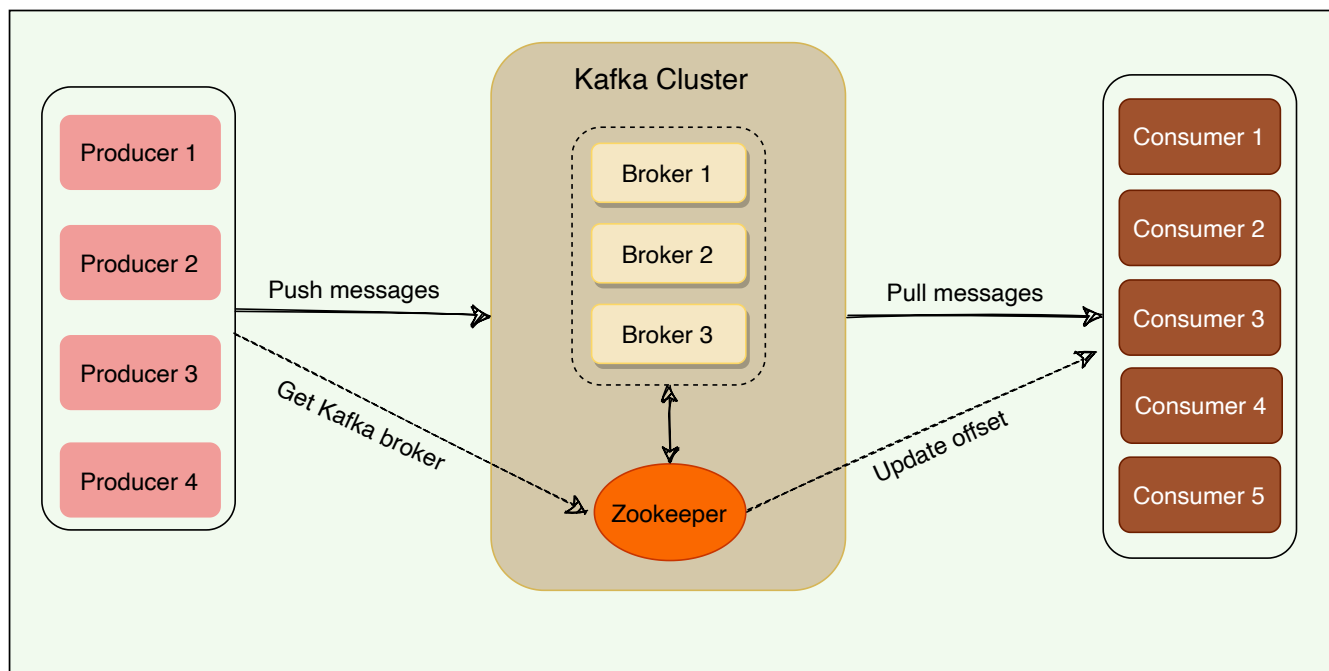 Kafka Cluster
Producer 1
Producer 2
Producer 3
Producer 4
Push messages
Get Kafka broker
Broker 1
Broker 2
Broker 3
Zookeeper
Pull messages
Update offset
Consumer 1
Consumer 2
Consumer 3
Consumer 4
Consumer 5